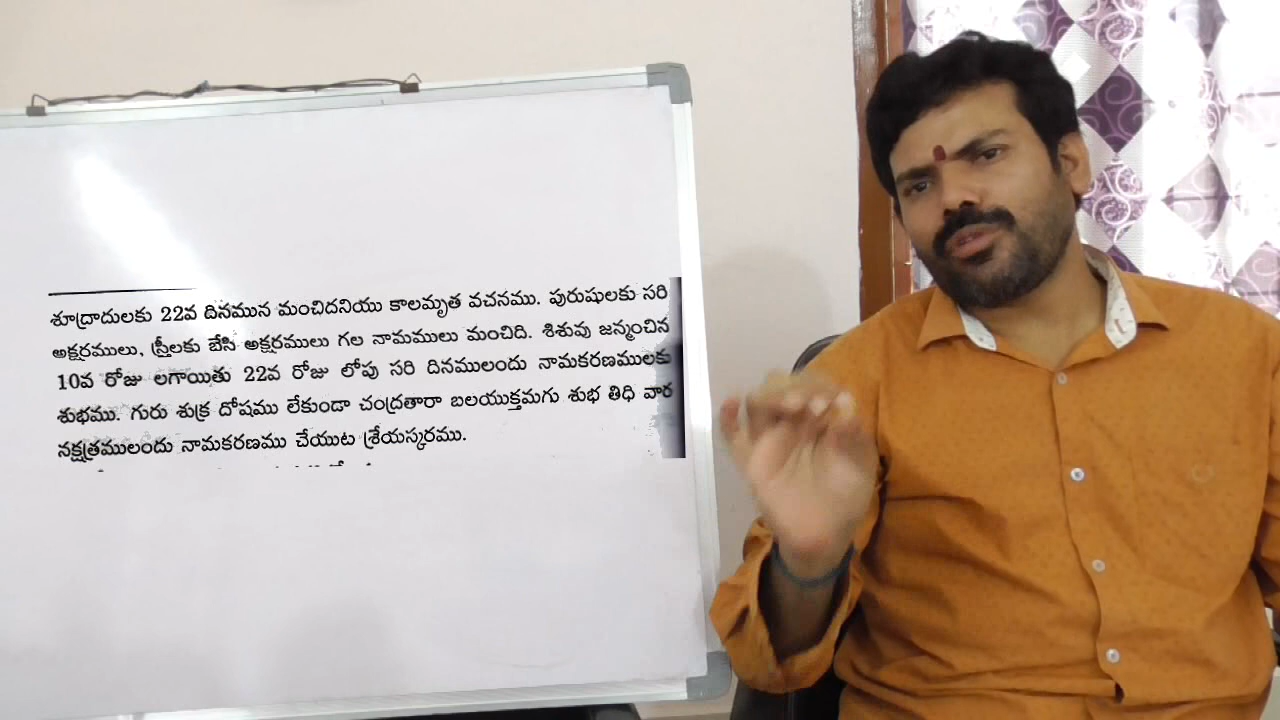 శూద్రాదులకు 22వ దినమున మంచిదనియు కాలమృత వచనము. పురుషులకు సరి
అక్షరములు, స్త్రీలకు బేసి అక్షరములు గల నామములు మంచిది. శిశువు జన్మంచిన
10వ రోజు లగాయితు 22వ రోజు లోపు సరి దినములందు నామకరణములకు
శుభము. గురు శుక్ర దోషము లేకుండా చంద్రతారా బలయుక్తమగు శుభ తిధి వార
నక్షత్రములందు నామకరణము చేయుట శ్రేయస్కరము.